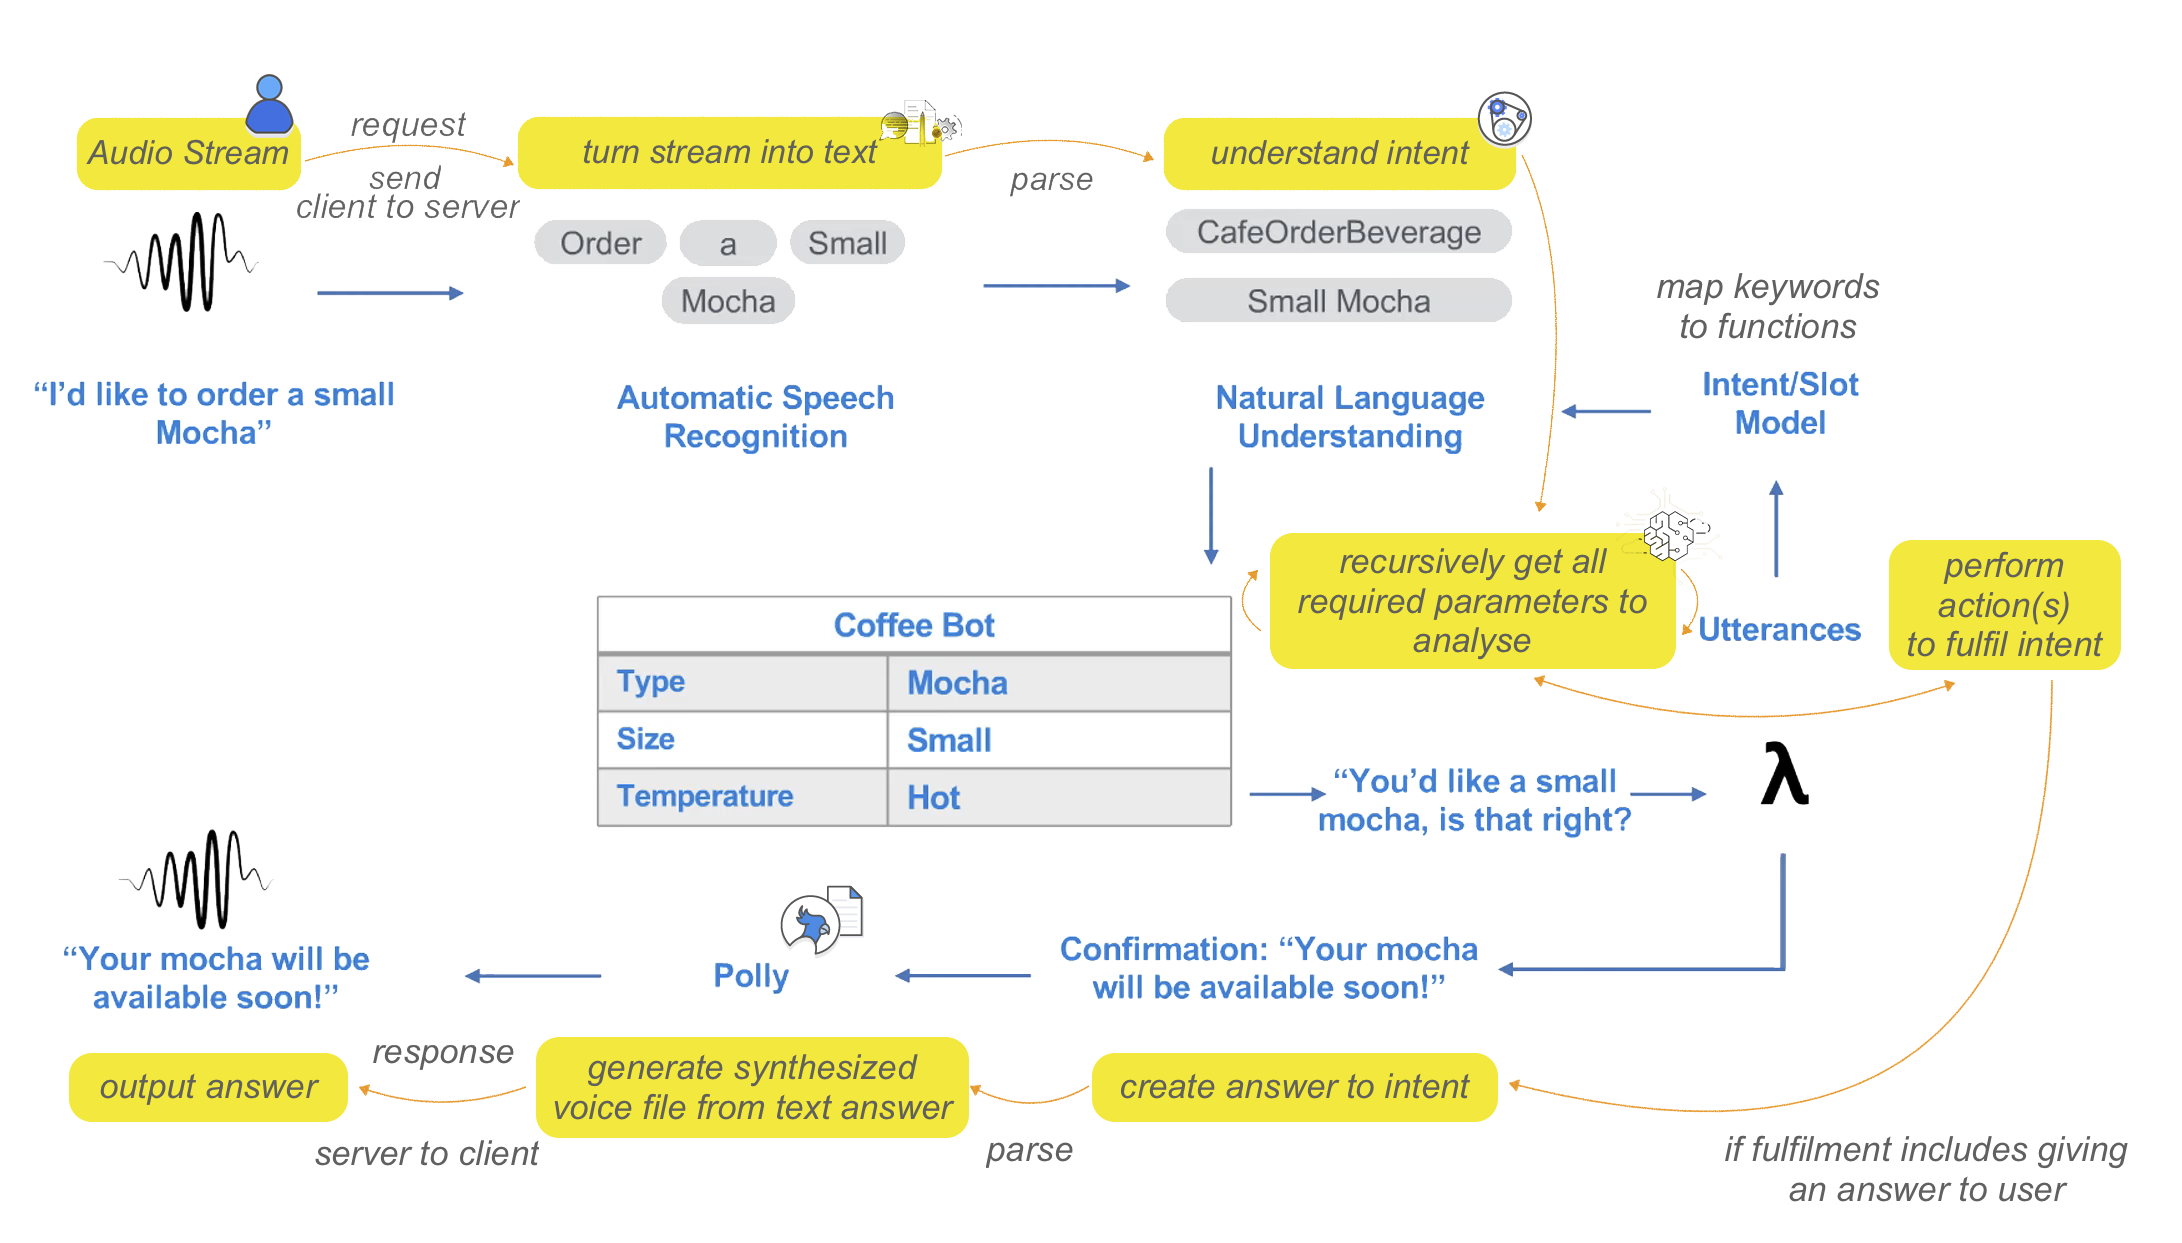 Audio Stream
request
send
client to server
turn stream into text
parse
understand intent
Order
a
Small
Mocha
CafeOrderBeverage
Small Mocha
map keywords
to functions
“I’d like to order a small
Mocha”
Automatic Speech
Recognition
Natural Language
Understanding
Intent/Slot
Model
recursively get all
required parameters to
analyse
Utterances
perform
action(s)
to fulfil intent
Coffee Bot
Type
Mocha
Size
Small
Temperature
Hot
“You’d like a small
mocha, is that right?
λ
“Your mocha will be
available soon!”
Polly
Confirmation: “Your mocha
will be available soon!”
output answer
response
server to client
generate synthesized
voice file from text answer
parse
create answer to intent
if fulfilment includes giving
an answer to user